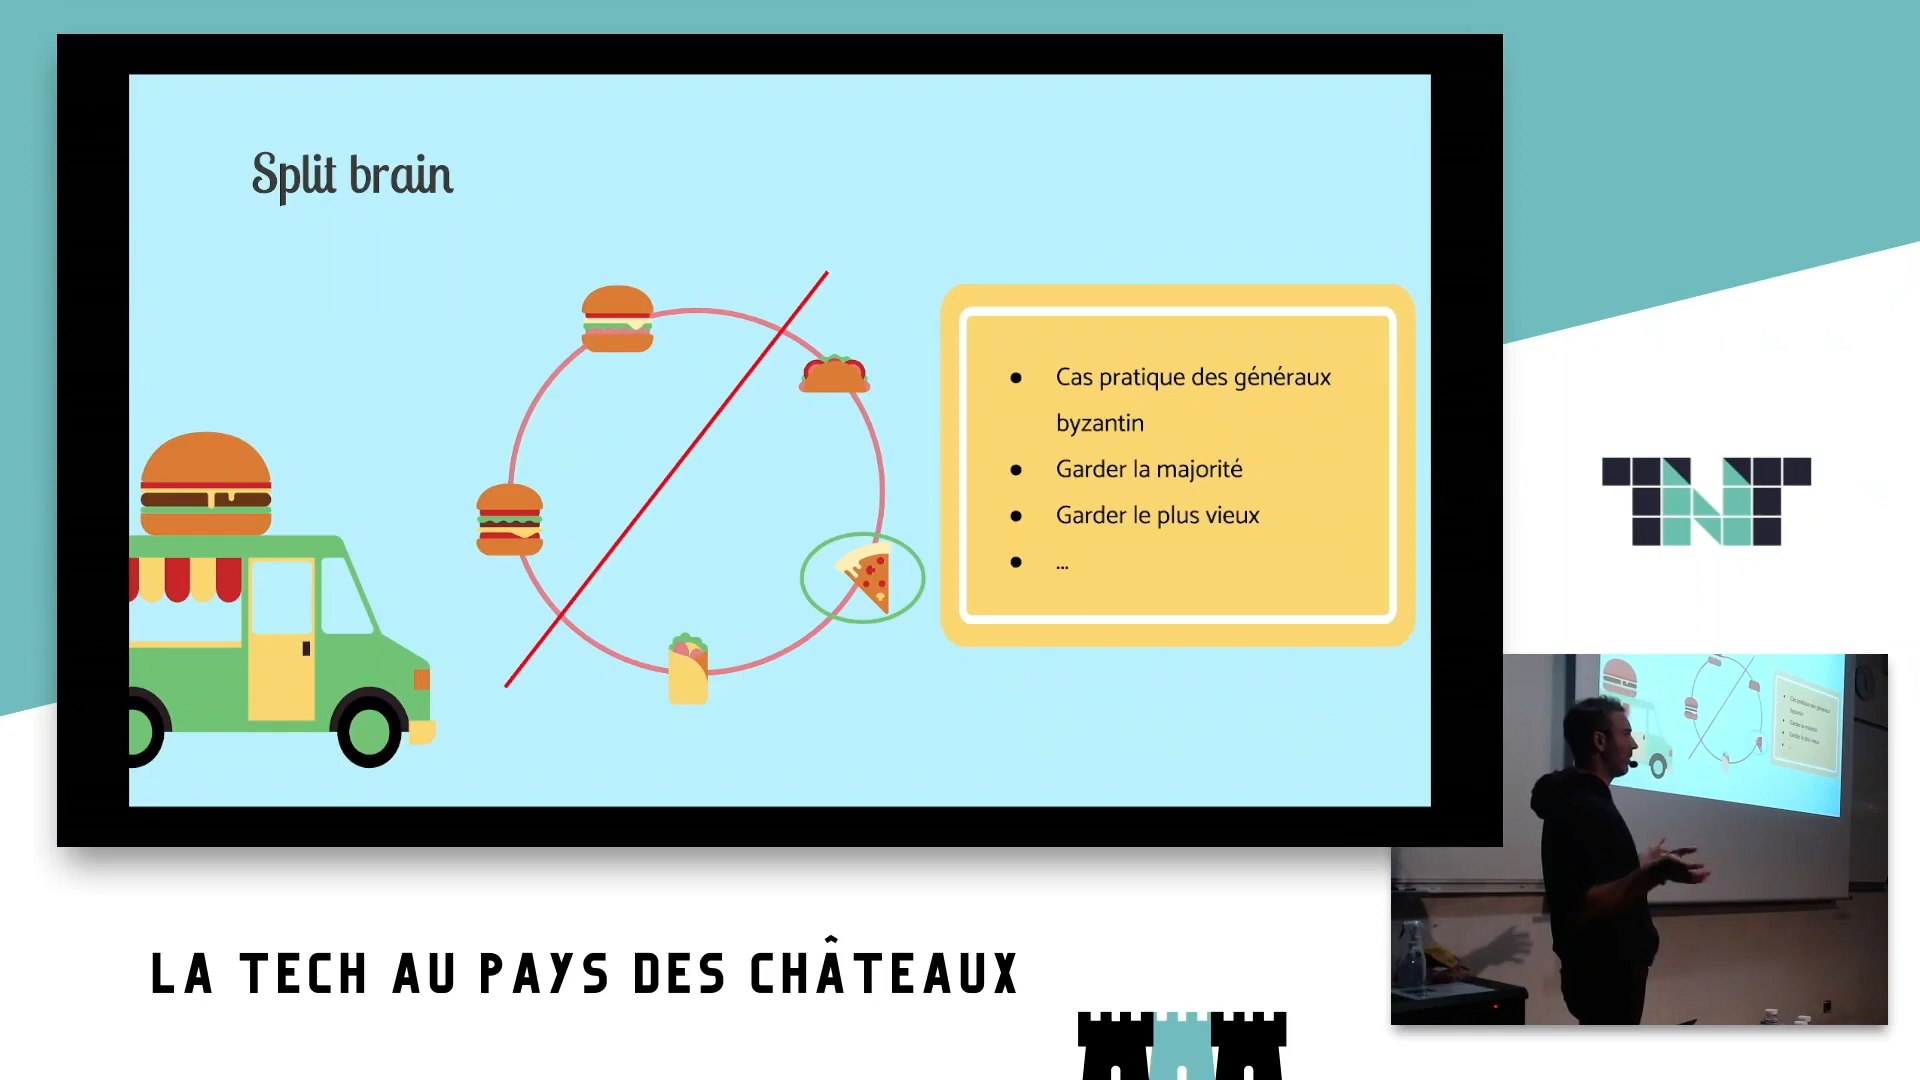 Split brain
● Cas pratique des généraux
byzantin
● Garder la majorité
● Garder le plus vieux
● ...
TNT
LA TECH AU PAYS DES CHÂTEAUX